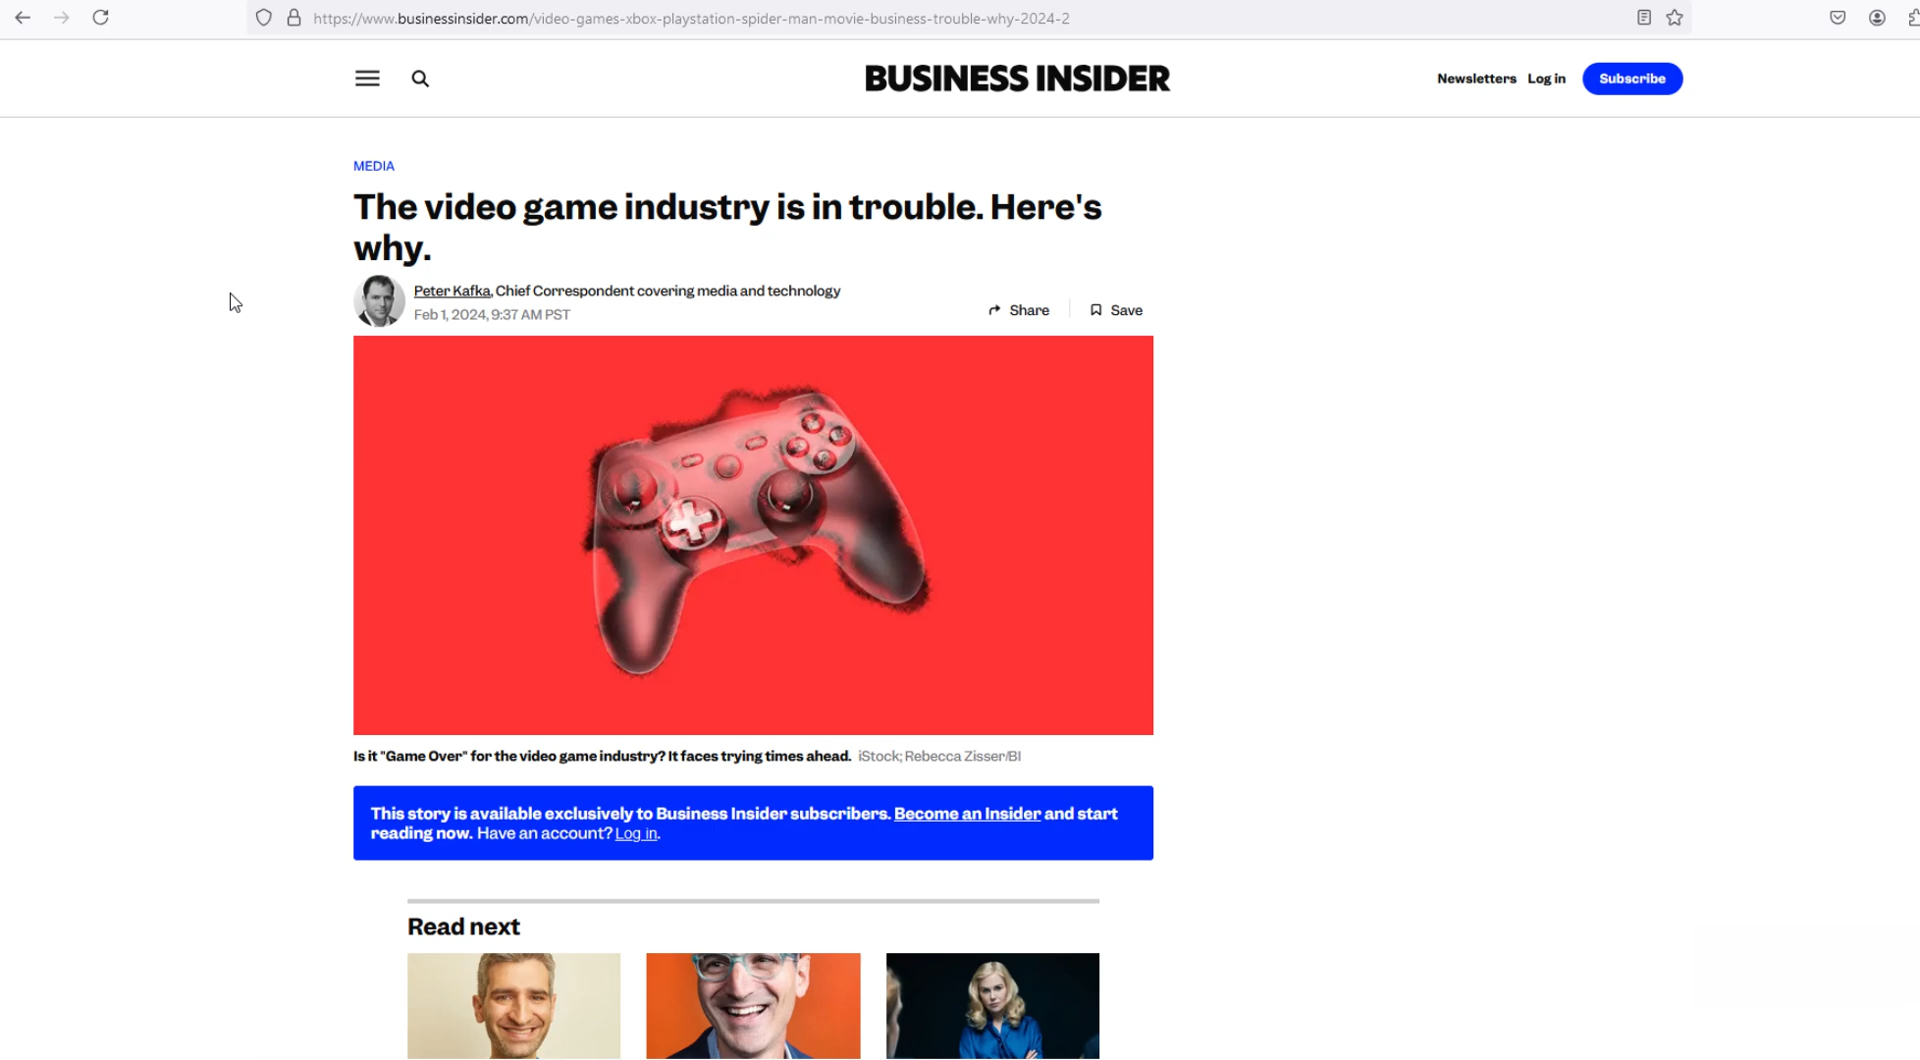 https://www.businessinsider.com/video-games-xbox-playstation-spider-man-movie-business-trouble-why-2024-2
BUSINESS INSIDER
Newsletters Log in Subscribe
MEDIA
The video game industry is in trouble. Here's
why.
Peter Kafka, Chief Correspondent covering media and technology
Feb 1, 2024, 9:37 AM PST
Share Save
Is it "Game Over" for the video game industry? It faces trying times ahead. iStock; Rebecca Zisser/BI
This story is available exclusively to Business Insider subscribers. Become an Insider and start
reading now. Have an account? Log in.
Read next